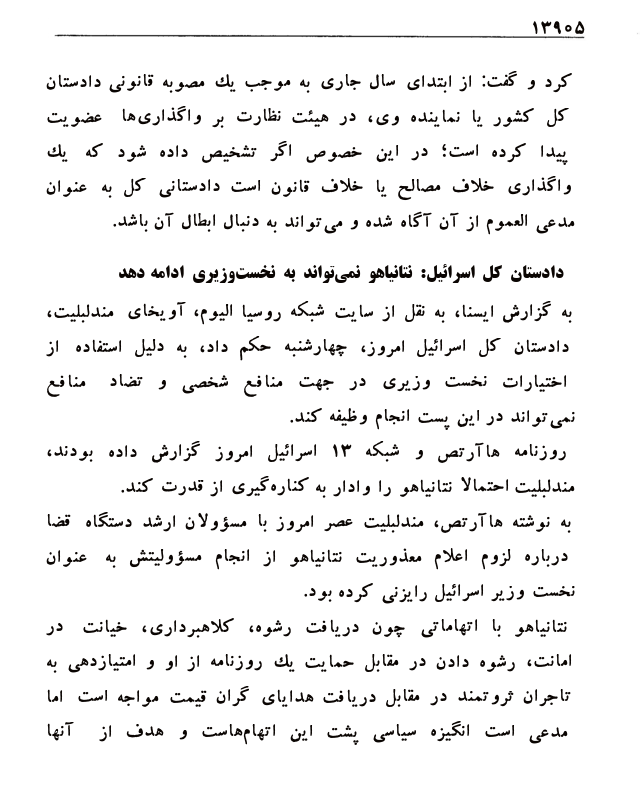 ۱۳۹۰۵
کرد و گفت: از ابتدای سال جاری به موجب یك مصوبه قانونی دادستان
کل کشور یا نماینده وی، در هیئت نظارت بر واگذاری‌ها عضویت
پیدا کرده است؛ در این خصوص اگر تشخیص داده شود که یك
واگذاری خلاف مصالح یا خلاف قانون است دادستانی کل به عنوان
مدعی العموم از آن آگاه شده و می‌تواند به دنبال ابطال آن باشد.
دادستان کل اسرائیل: نتانیاهو نمی‌تواند به نخست‌وزیری ادامه دهد
به گزارش ایسنا، به نقل از سایت شبکه روسیا الیوم، آویخای مندلبلیت،
دادستان کل اسرائیل امروز، چهارشنبه حکم داد، به دلیل استفاده از
اختیارات نخست وزیری در جهت منافع شخصی و تضاد منافع
نمی‌تواند در این پست انجام وظیفه کند.
روزنامه هاآرتص و شبکه ۱۳ اسرائیل امروز گزارش داده بودند،
مندلبلیت احتمالاً نتانیاهو را وادار به کناره‌گیری از قدرت کند.
به نوشته هاآرتص، مندلبلیت عصر امروز با مسؤولان ارشد دستگاه قضا
درباره لزوم اعلام معذوریت نتانیاهو از انجام مسؤولیتش به عنوان
نخست وزیر اسرائیل رایزنی کرده بود.
نتانیاهو با اتهاماتی چون دریافت رشوه، کلاهبرداری، خیانت در
امانت، رشوه دادن در مقابل حمایت یك روزنامه از او و امتیازدهی به
تاجران ثروتمند در مقابل دریافت هدایای گران قیمت مواجه است اما
مدعی است انگیزه سیاسی پشت این اتهام‌هاست و هدف از آنها